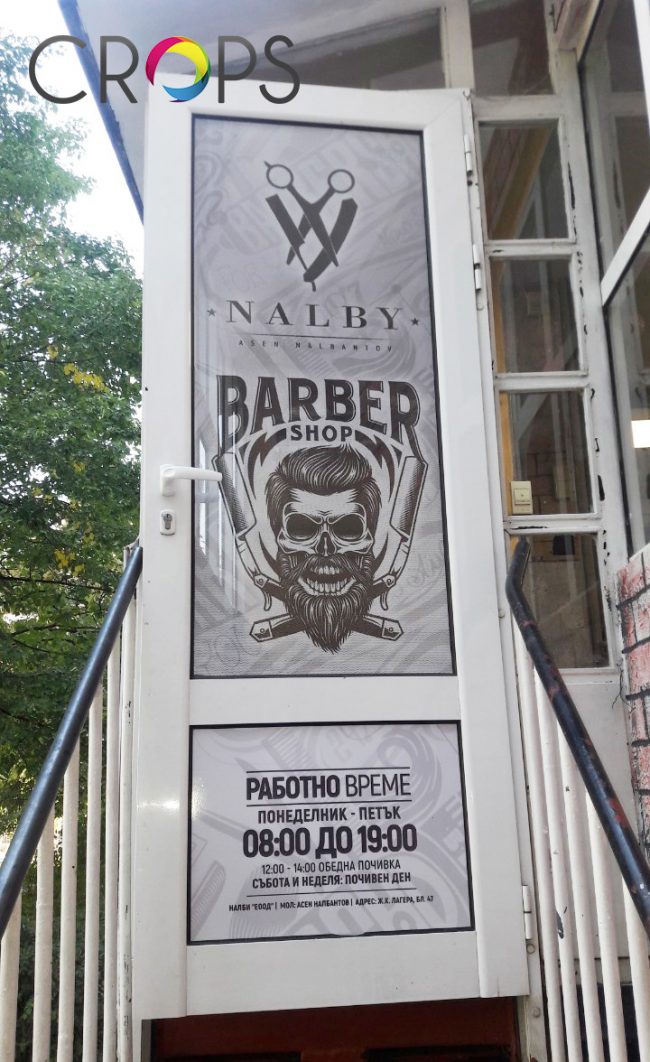 CROPS
NALBY
ASEN NALBANTOV
BARBER
SHOP
РАБОТНО ВРЕМЕ
ПОНЕДЕЛНИК - ПЕТЪК
08:00 ДО 19:00
12:00 - 14:00 ОБЕДНА ПОЧИВКА
СЪБОТА И НЕДЕЛЯ: ПОЧИВЕН ДЕН
НАЛБИ "ЕООД" | МОЛ: АСЕН НАЛБАНТОВ | АДРЕС: Ж.К. ЛАГЕРА, БЛ. 47